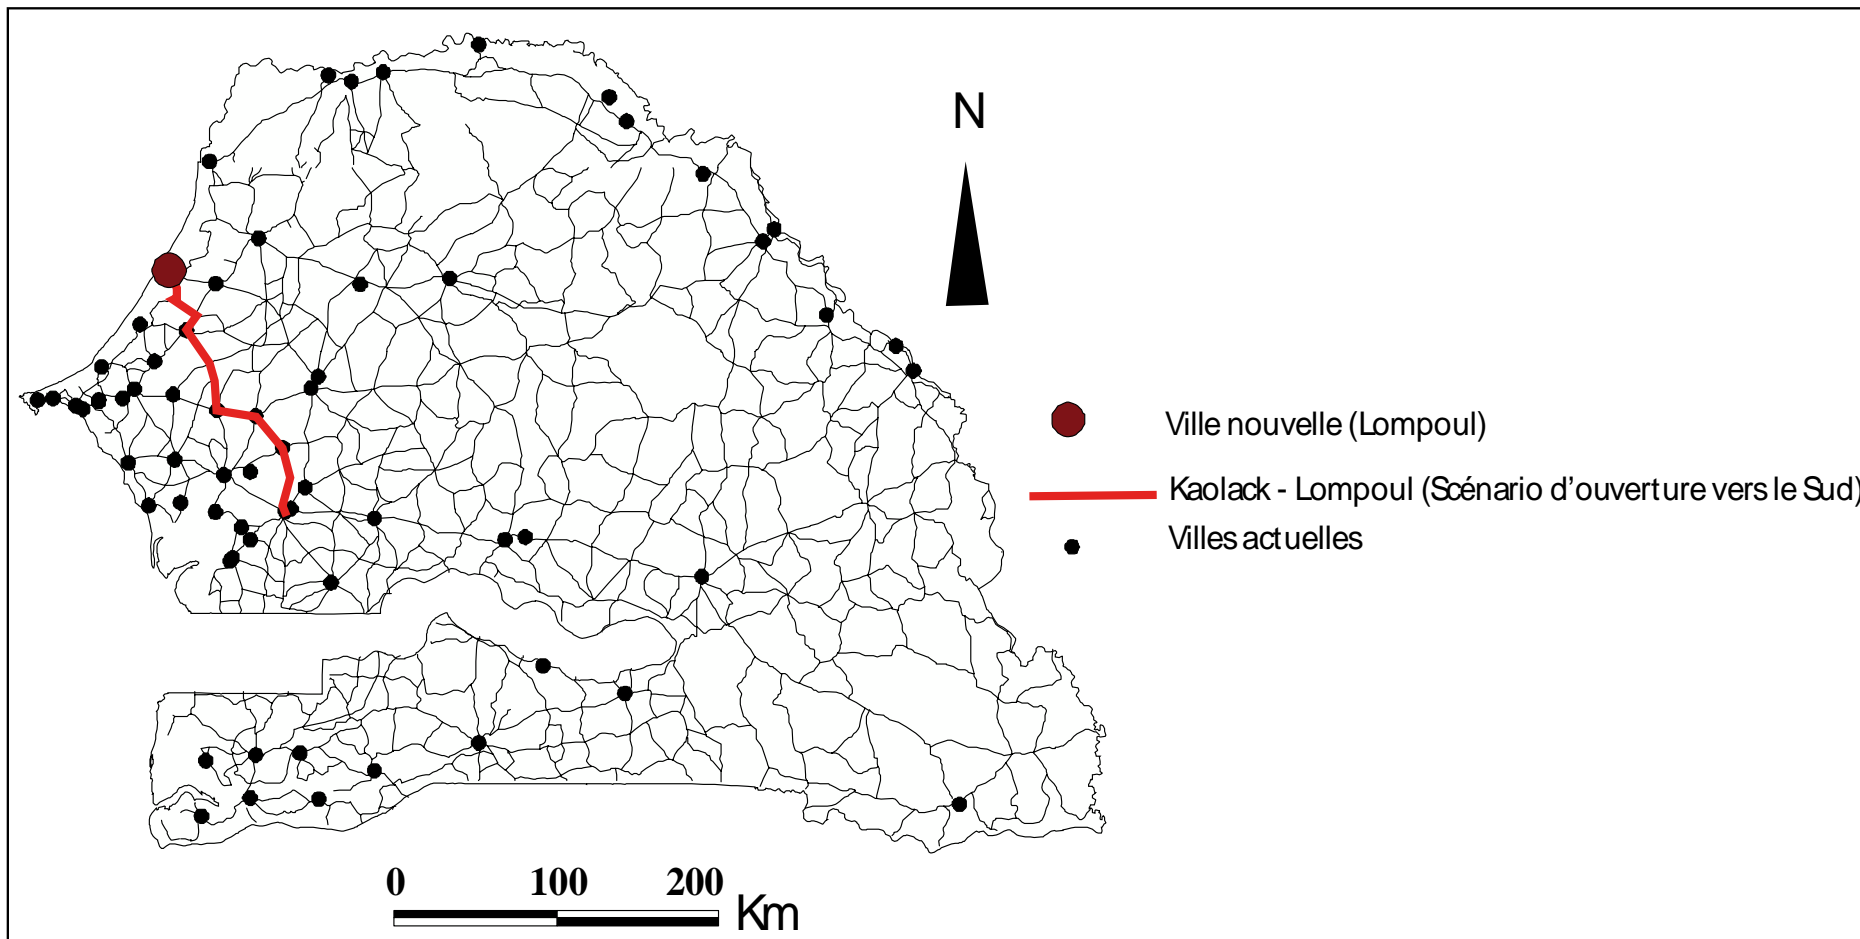 N
Ville nouvelle (Lompoul)
Kaolack - Lompoul (Scénario d'ouverture vers le Sud)
Villes actuelles
0 100 200
Km